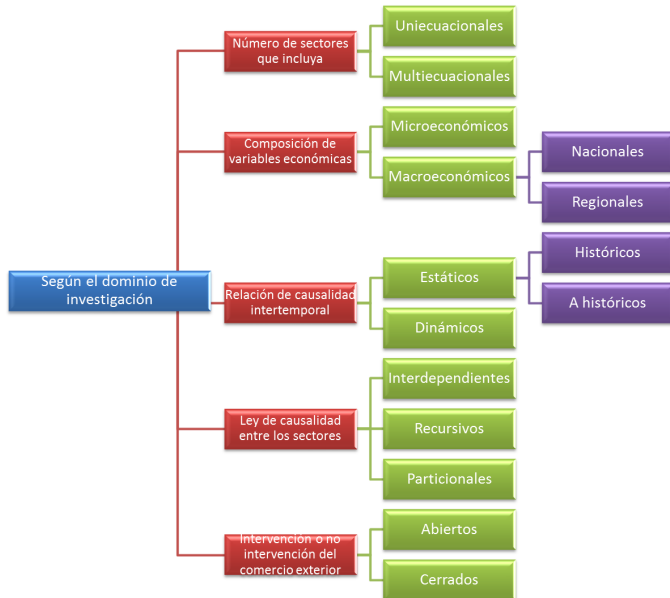 Según el dominio de
investigación
Número de sectores
que incluya
Uniecuacionales
Multiecuacionales
Composición de
variables económicas
Microeconómicos
Macroeconómicos
Nacionales
Regionales
Relación de causalidad
intertemporal
Estáticos
Históricos
A históricos
Dinámicos
Ley de causalidad
entre los sectores
Interdependientes
Recursivos
Particionales
Intervención o no
intervención del
comercio exterior
Abiertos
Cerrados